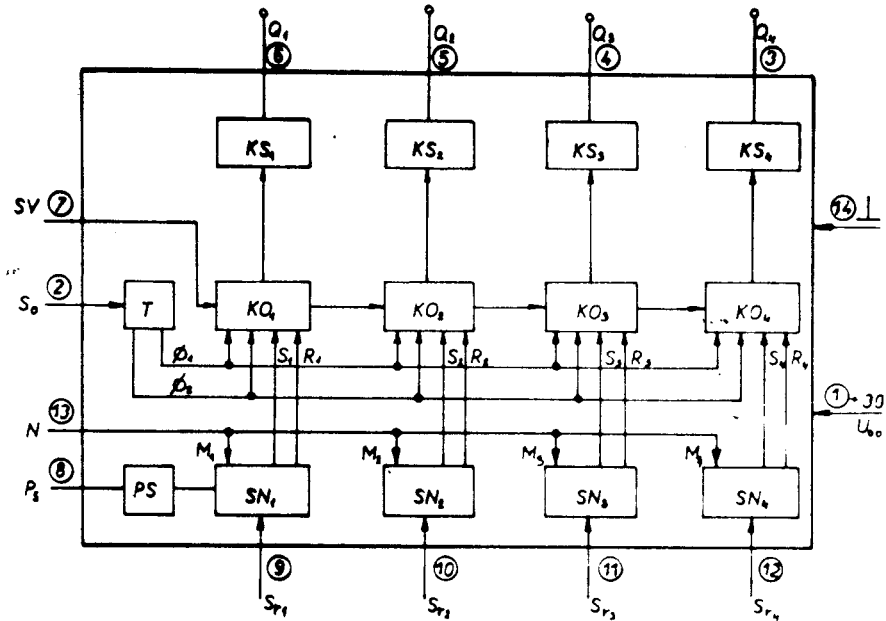 Q₁ Q₂ Q₃ Q₄
6 5 4 3
KS₁ KS₂ KS₃ KS₄
SV 7
14 ⊥
S₀ 2
T KO₁ KO₂ KO₃ KO₄
Ø₁ S₁ R₁ S₂ R₂ S₃ R₃ S₄ R₄
Ø₂
1
13
N
M₁ M₂ M₃ M₄
8
Pₛ PS SN₁ SN₂ SN₃ SN₄
9 10 11 12
Sᵣ₁ Sᵣ₂ Sᵣ₃ Sᵣ₄